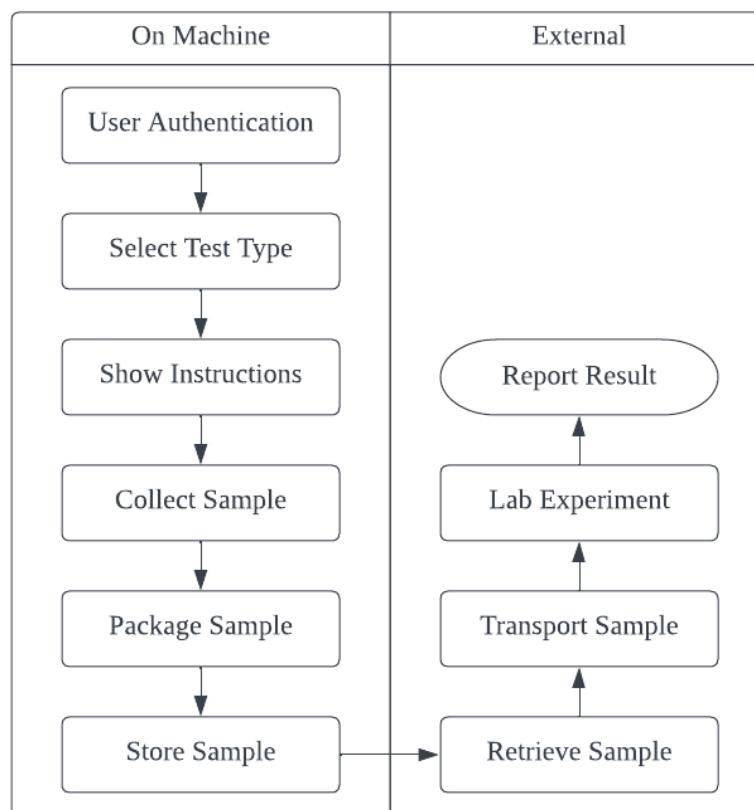 On Machine
External
User Authentication
Select Test Type
Show Instructions
Collect Sample
Package Sample
Store Sample
Retrieve Sample
Transport Sample
Lab Experiment
Report Result